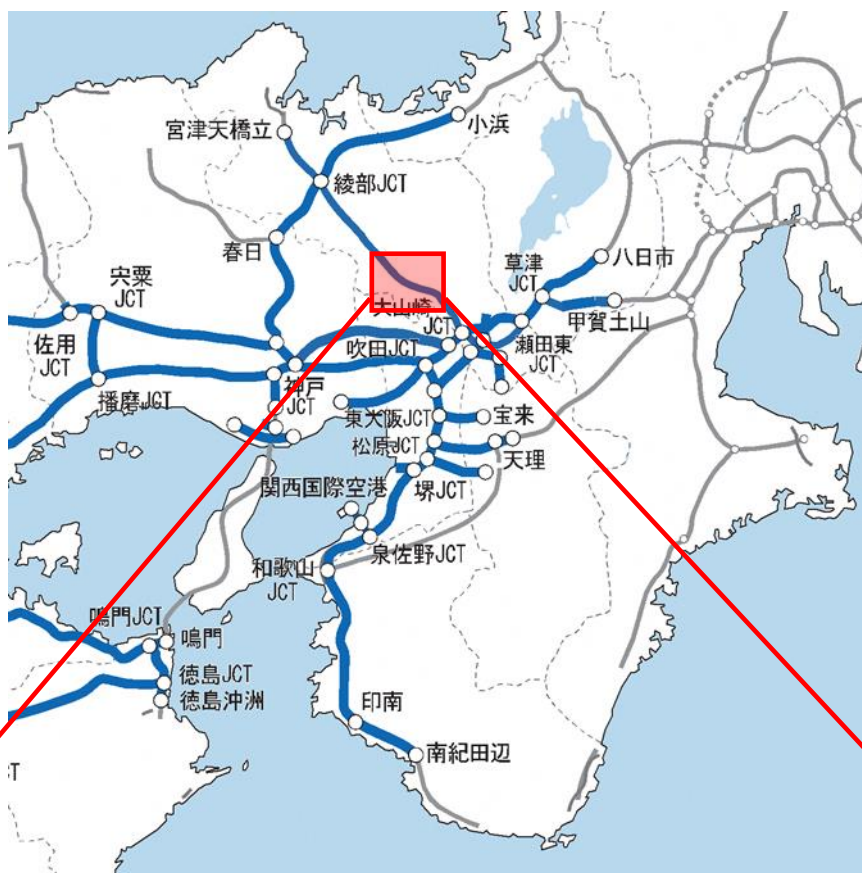 宮津天橋立
小浜
綾部JCT
春日
草津
JCT
八日市
宍粟
JCT
大山崎
JCT
甲賀土山
佐用
JCT
吹田JCT
瀬田東
JCT
播磨JCT
神戸
JCT
東大阪JCT
宝来
松原JCT
天理
関西国際空港
堺JCT
泉佐野JCT
和歌山
JCT
鳴門JCT
鳴門
徳島JCT
徳島沖洲
印南
南紀田辺
CT